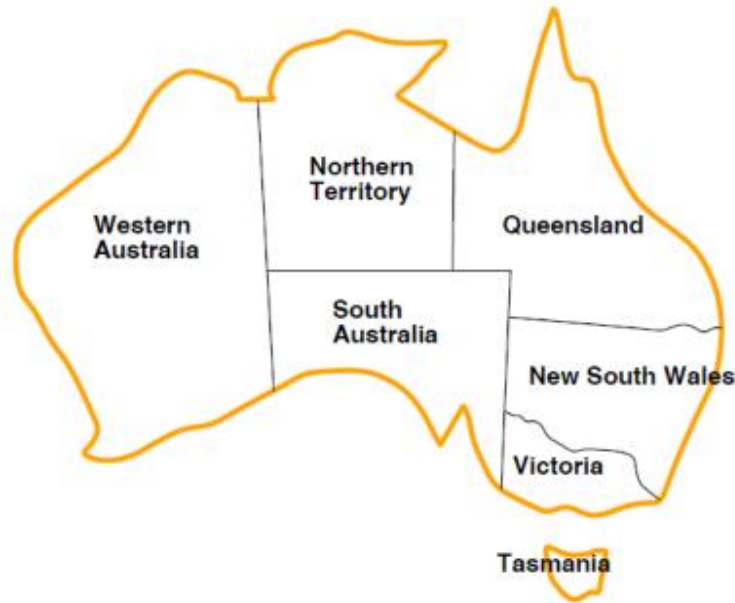 Northern
Territory
Western
Australia
Queensland
South
Australia
New South Wales
Victoria
Tasmania